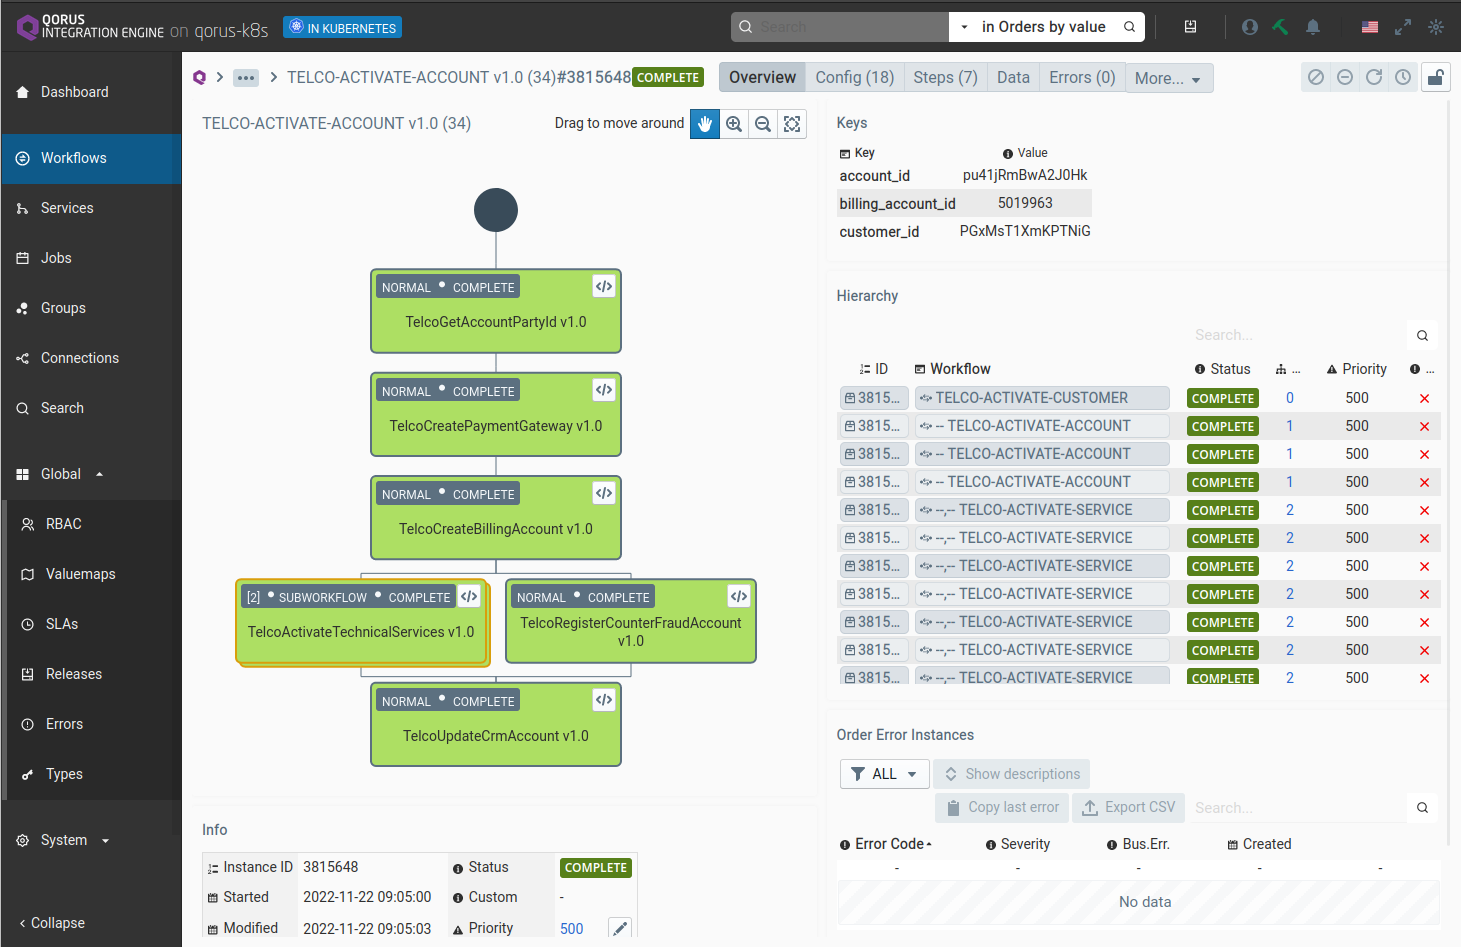 QORUS
INTEGRATION ENGINE on qorus-k8s
IN KUBERNETES
Search
in Orders by value
Dashboard
Workflows
Services
Jobs
Groups
Connections
Search
Global
RBAC
Valuemaps
SLAs
Releases
Errors
Types
System
Collapse
TELCO-ACTIVATE-ACCOUNT v1.0 (34)#3815648 COMPLETE
Overview Config (18) Steps (7) Data Errors (0) More...
TELCO-ACTIVATE-ACCOUNT v1.0 (34)
Drag to move around
NORMAL • COMPLETE </>
TelcoGetAccountPartyId v1.0
NORMAL • COMPLETE </>
TelcoCreatePaymentGateway v1.0
NORMAL • COMPLETE </>
TelcoCreateBillingAccount v1.0
[2] • SUBWORKFLOW • COMPLETE </>
TelcoActivateTechnicalServices v1.0
NORMAL • COMPLETE </>
TelcoRegisterCounterFraudAccount
v1.0
NORMAL • COMPLETE </>
TelcoUpdateCrmAccount v1.0
Info
Instance ID 3815648 Status COMPLETE
Started 2022-11-22 09:05:00 Custom -
Modified 2022-11-22 09:05:03 Priority 500
Keys
Key Value
account_id pu41jRmBwA2J0Hk
billing_account_id 5019963
customer_id PGxMsT1XmKPTNiG
Hierarchy
Search...
ID Workflow Status ... Priority ...
3815... TELCO-ACTIVATE-CUSTOMER COMPLETE 0 500
3815... -- TELCO-ACTIVATE-ACCOUNT COMPLETE 1 500
3815... -- TELCO-ACTIVATE-ACCOUNT COMPLETE 1 500
3815... -- TELCO-ACTIVATE-ACCOUNT COMPLETE 1 500
3815... --,-- TELCO-ACTIVATE-SERVICE COMPLETE 2 500
3815... --,-- TELCO-ACTIVATE-SERVICE COMPLETE 2 500
3815... --,-- TELCO-ACTIVATE-SERVICE COMPLETE 2 500
3815... --,-- TELCO-ACTIVATE-SERVICE COMPLETE 2 500
3815... --,-- TELCO-ACTIVATE-SERVICE COMPLETE 2 500
3815... --,-- TELCO-ACTIVATE-SERVICE COMPLETE 2 500
3815... --,-- TELCO-ACTIVATE-SERVICE COMPLETE 2 500
Order Error Instances
ALL Show descriptions
Copy last error Export CSV Search...
Error Code Severity Bus.Err. Created
- - - - -
No data